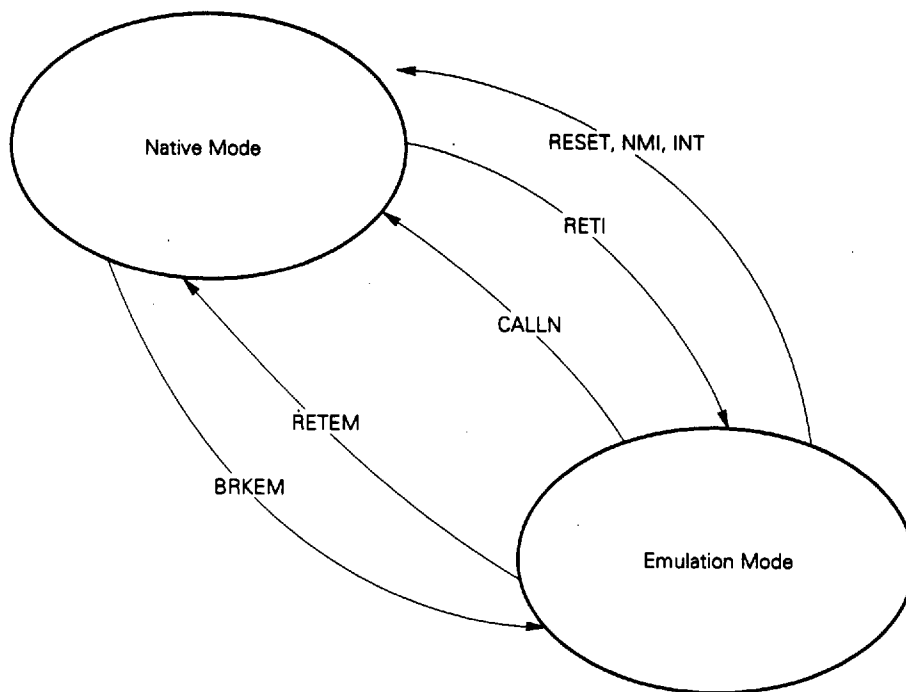 Native Mode
RESET, NMI, INT
RETI
CALLN
RETEM
BRKEM
Emulation Mode